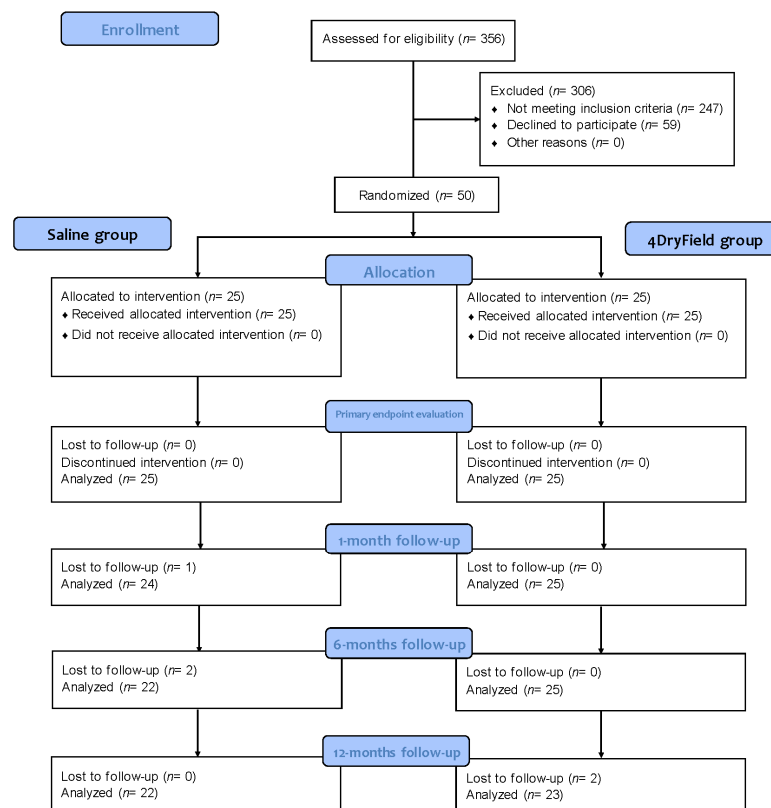 Enrollment
Assessed for eligibility (n= 356)
Excluded (n= 306)
♦ Not meeting inclusion criteria (n= 247)
♦ Declined to participate (n= 59)
♦ Other reasons (n= 0)
Randomized (n= 50)
Saline group
4DryField group
Allocation
Allocated to intervention (n= 25)
♦ Received allocated intervention (n= 25)
♦ Did not receive allocated intervention (n= 0)
Allocated to intervention (n= 25)
♦ Received allocated intervention (n= 25)
♦ Did not receive allocated intervention (n= 0)
Primary endpoint evaluation
Lost to follow-up (n= 0)
Discontinued intervention (n= 0)
Analyzed (n= 25)
Lost to follow-up (n= 0)
Discontinued intervention (n= 0)
Analyzed (n= 25)
1-month follow-up
Lost to follow-up (n= 1)
Analyzed (n= 24)
Lost to follow-up (n= 0)
Analyzed (n= 25)
6-months follow-up
Lost to follow-up (n= 2)
Analyzed (n= 22)
Lost to follow-up (n= 0)
Analyzed (n= 25)
12-months follow-up
Lost to follow-up (n= 0)
Analyzed (n= 22)
Lost to follow-up (n= 2)
Analyzed (n= 23)